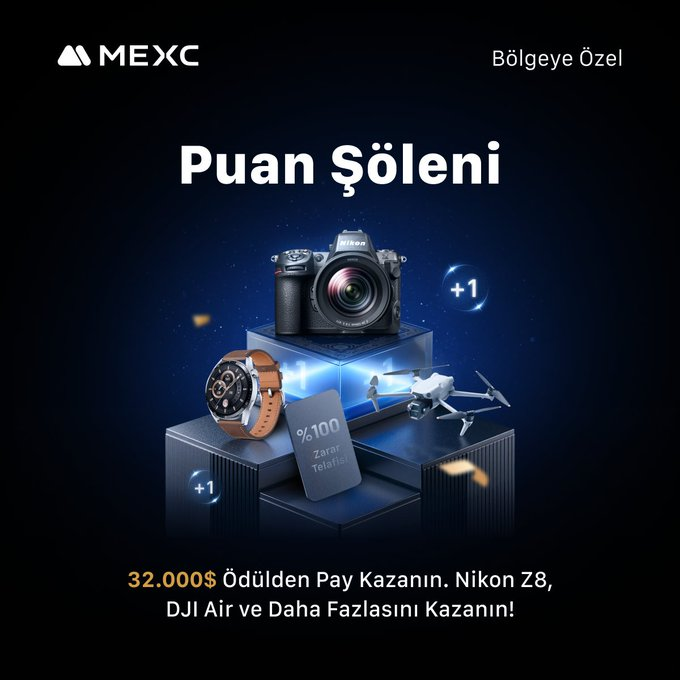 MEXC
Bölgeye Özel
Puan Şöleni
Nikon
+1
+1
%100
Zarar
Telafisi
+1
32.000$ Ödülden Pay Kazanın. Nikon Z8,
DJI Air ve Daha Fazlasını Kazanın!